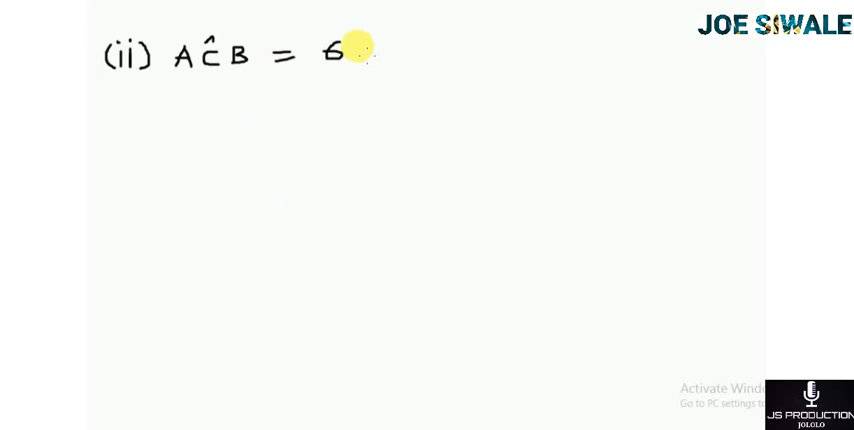 JOE SIWALE
(ii) AĈB = 6
Activate Windo
Go to PC settings to
JS PRODUCTION
JOLOLO